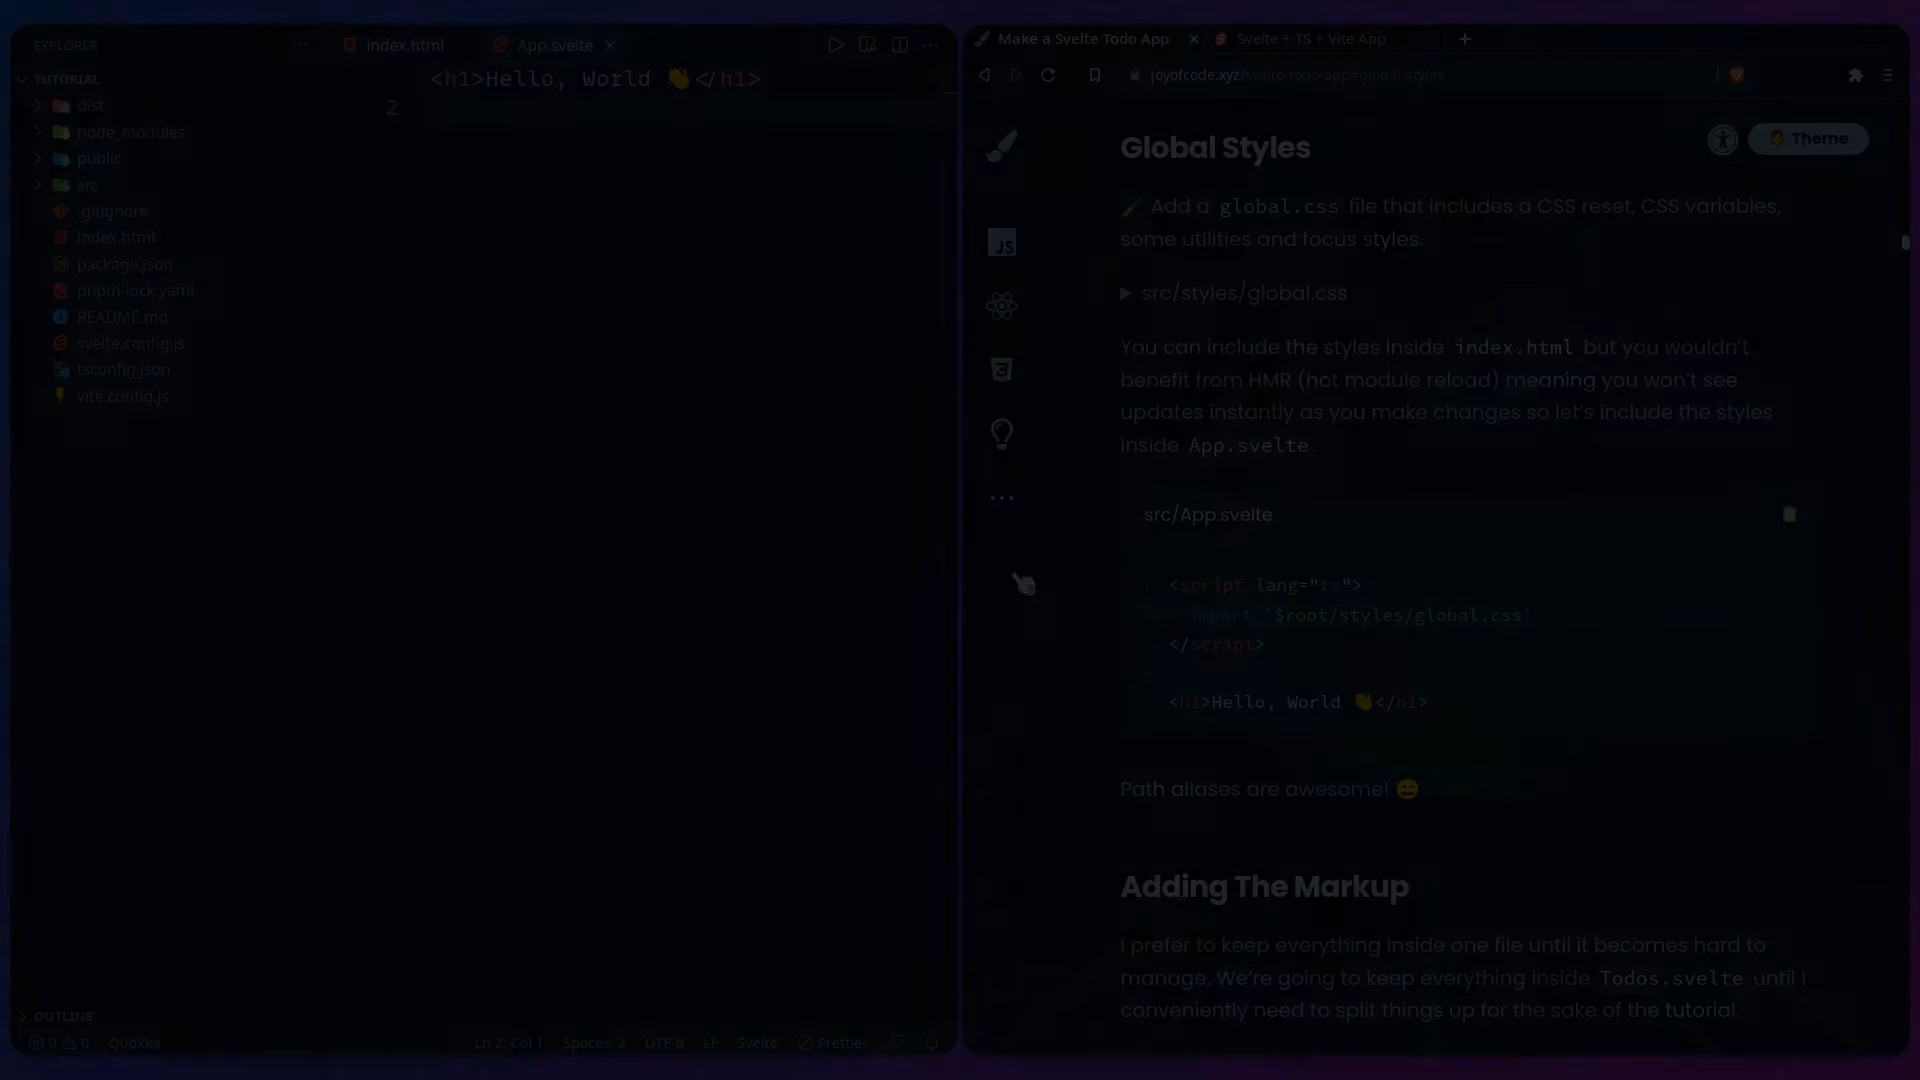 EXPLORER
index.html
App.svelte
TUTORIAL
dist
node_modules
public
src
.gitignore
index.html
package.json
pnpm-lock.yaml
README.md
svelte.config.js
tsconfig.json
vite.config.js
OUTLINE
<h1>Hello, World 👋</h1>
2
0 0 Quokka
Ln 2, Col 1 Spaces: 2 UTF-8 LF Svelte Prettier
Make a Svelte Todo App
Svelte + TS + Vite App
joyofcode.xyz/svelte-todo-app#global-styles
Theme
JS
Global Styles
🖌️ Add a global.css file that includes a CSS reset, CSS variables,
some utilities and focus styles.
▶ src/styles/global.css
You can include the styles inside index.html but you wouldn't
benefit from HMR (hot module reload) meaning you won't see
updates instantly as you make changes so let's include the styles
inside App.svelte.
src/App.svelte
<script lang="ts">
import `$root/styles/global.css`
</script>
<h1>Hello, World 👋</h1>
Path aliases are awesome! 😄
Adding The Markup
I prefer to keep everything inside one file until it becomes hard to
manage. We're going to keep everything inside Todos.svelte until I
conveniently need to split things up for the sake of the tutorial.